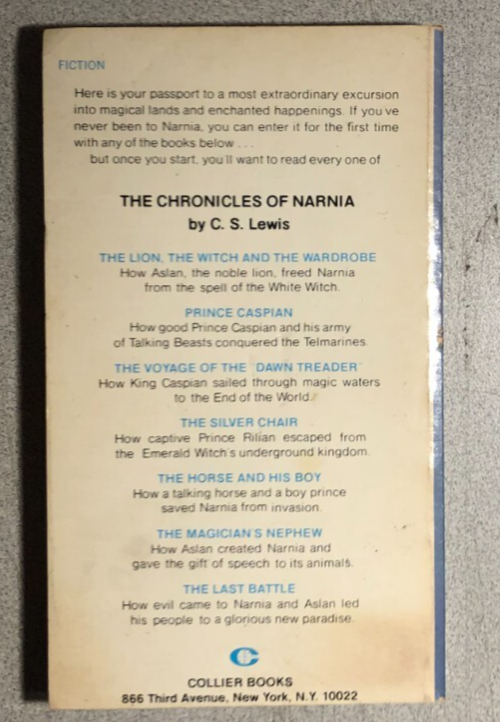 FICTION
Here is your passport to a most extraordinary excursion
into magical lands and enchanted happenings. If you've
never been to Narnia, you can enter it for the first time
with any of the books below . . .
but once you start, you'll want to read every one of
THE CHRONICLES OF NARNIA
by C. S. Lewis
THE LION, THE WITCH AND THE WARDROBE
How Aslan, the noble lion, freed Narnia
from the spell of the White Witch.
PRINCE CASPIAN
How good Prince Caspian and his army
of Talking Beasts conquered the Telmarines.
THE VOYAGE OF THE "DAWN TREADER"
How King Caspian sailed through magic waters
to the End of the World.
THE SILVER CHAIR
How captive Prince Rilian escaped from
the Emerald Witch's underground kingdom.
THE HORSE AND HIS BOY
How a talking horse and a boy prince
saved Narnia from invasion.
THE MAGICIAN'S NEPHEW
How Aslan created Narnia and
gave the gift of speech to its animals.
THE LAST BATTLE
How evil came to Narnia and Aslan led
his people to a glorious new paradise.
COLLIER BOOKS
866 Third Avenue, New York, N.Y. 10022